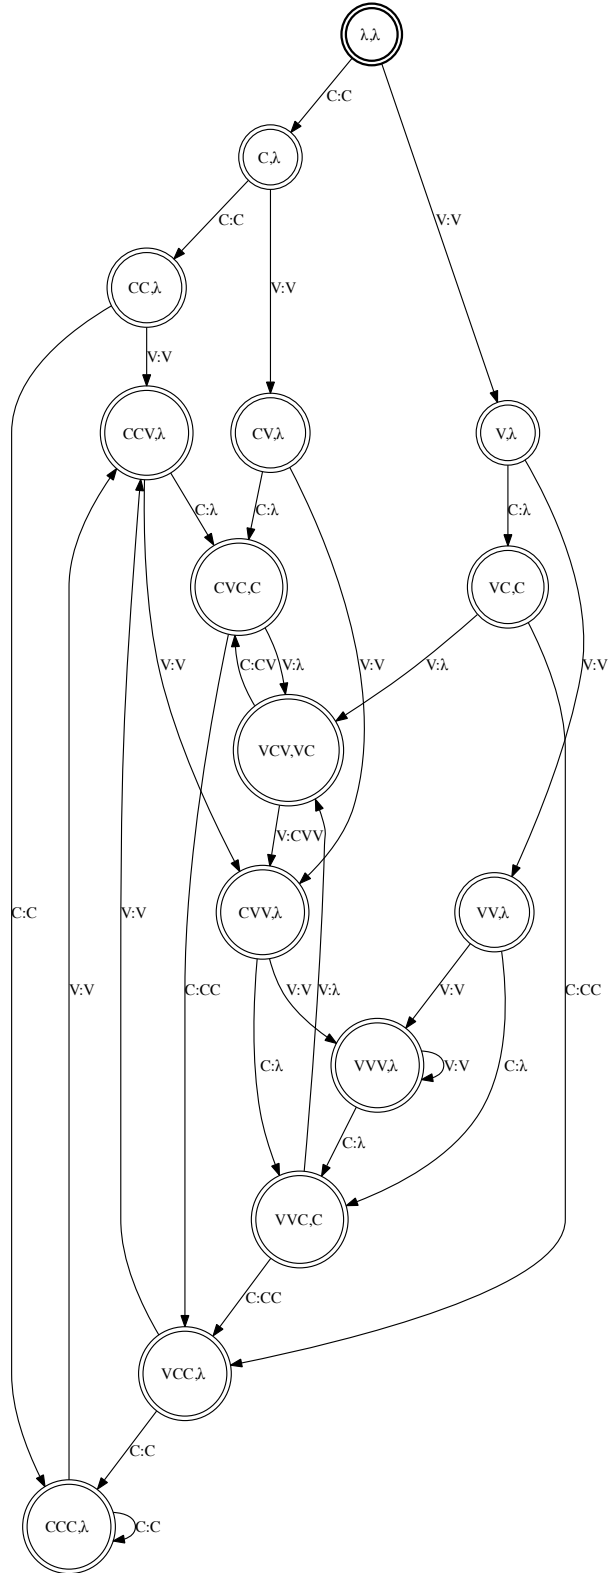 λ,λ
C:C
C,λ
C:C
V:V
V:V
CC,λ
V:V
CCV,λ
CV,λ
V,λ
C:λ
C:λ
C:λ
CVC,C
VC,C
V:V
C:CV
V:λ
V:V
V:λ
V:V
VCV,VC
V:CVV
CVV,λ
VV,λ
C:C
V:V
V:V
C:CC
V:V
V:λ
V:V
C:CC
C:λ
VVV,λ
V:V
C:λ
C:λ
VVC,C
C:CC
VCC,λ
C:C
CCC,λ
C:C